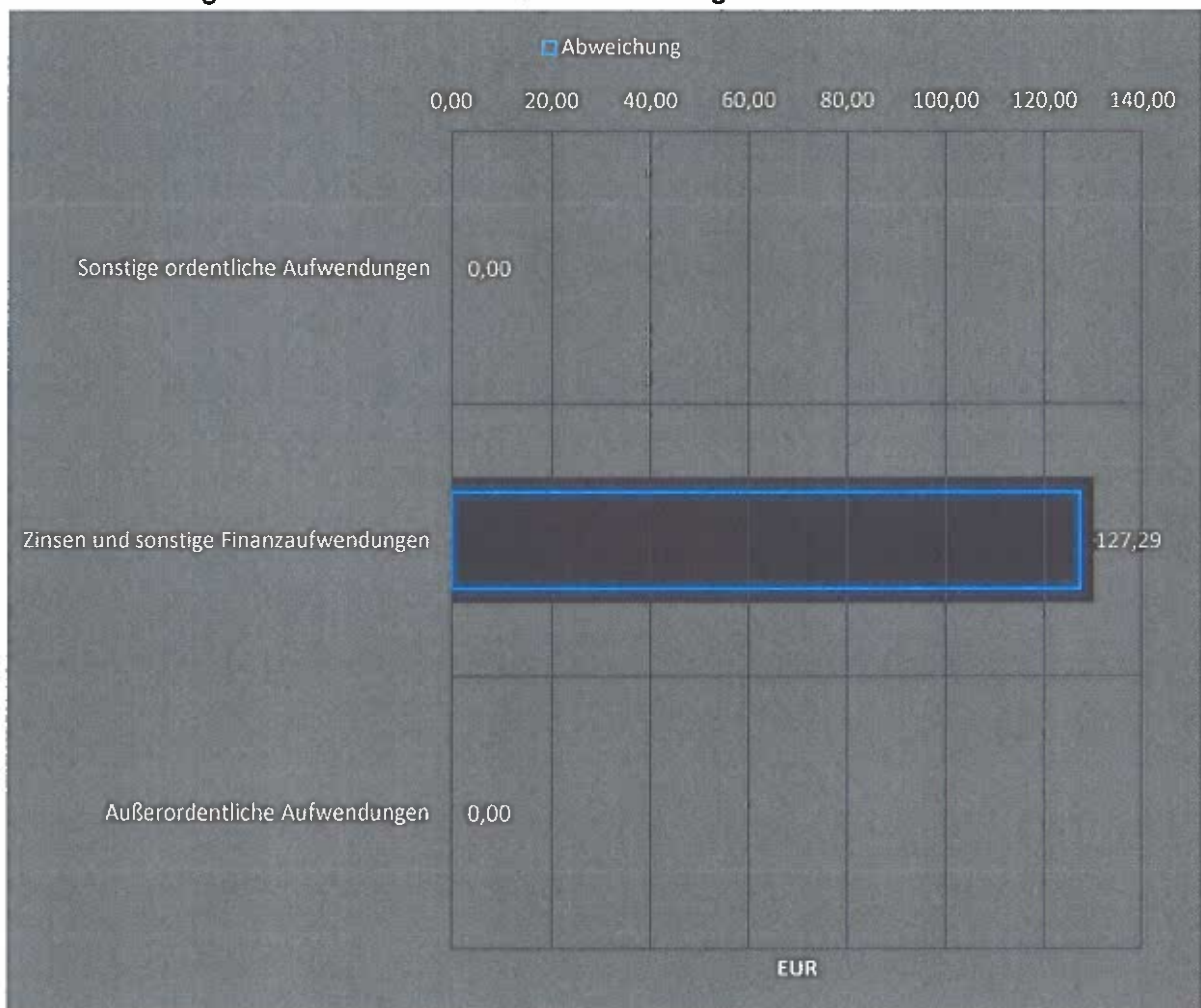 Abweichung
0,00 20,00 40,00 60,00 80,00 100,00 120,00 140,00
Sonstige ordentliche Aufwendungen 0,00
Zinsen und sonstige Finanzaufwendungen 127,29
Außerordentliche Aufwendungen 0,00
EUR